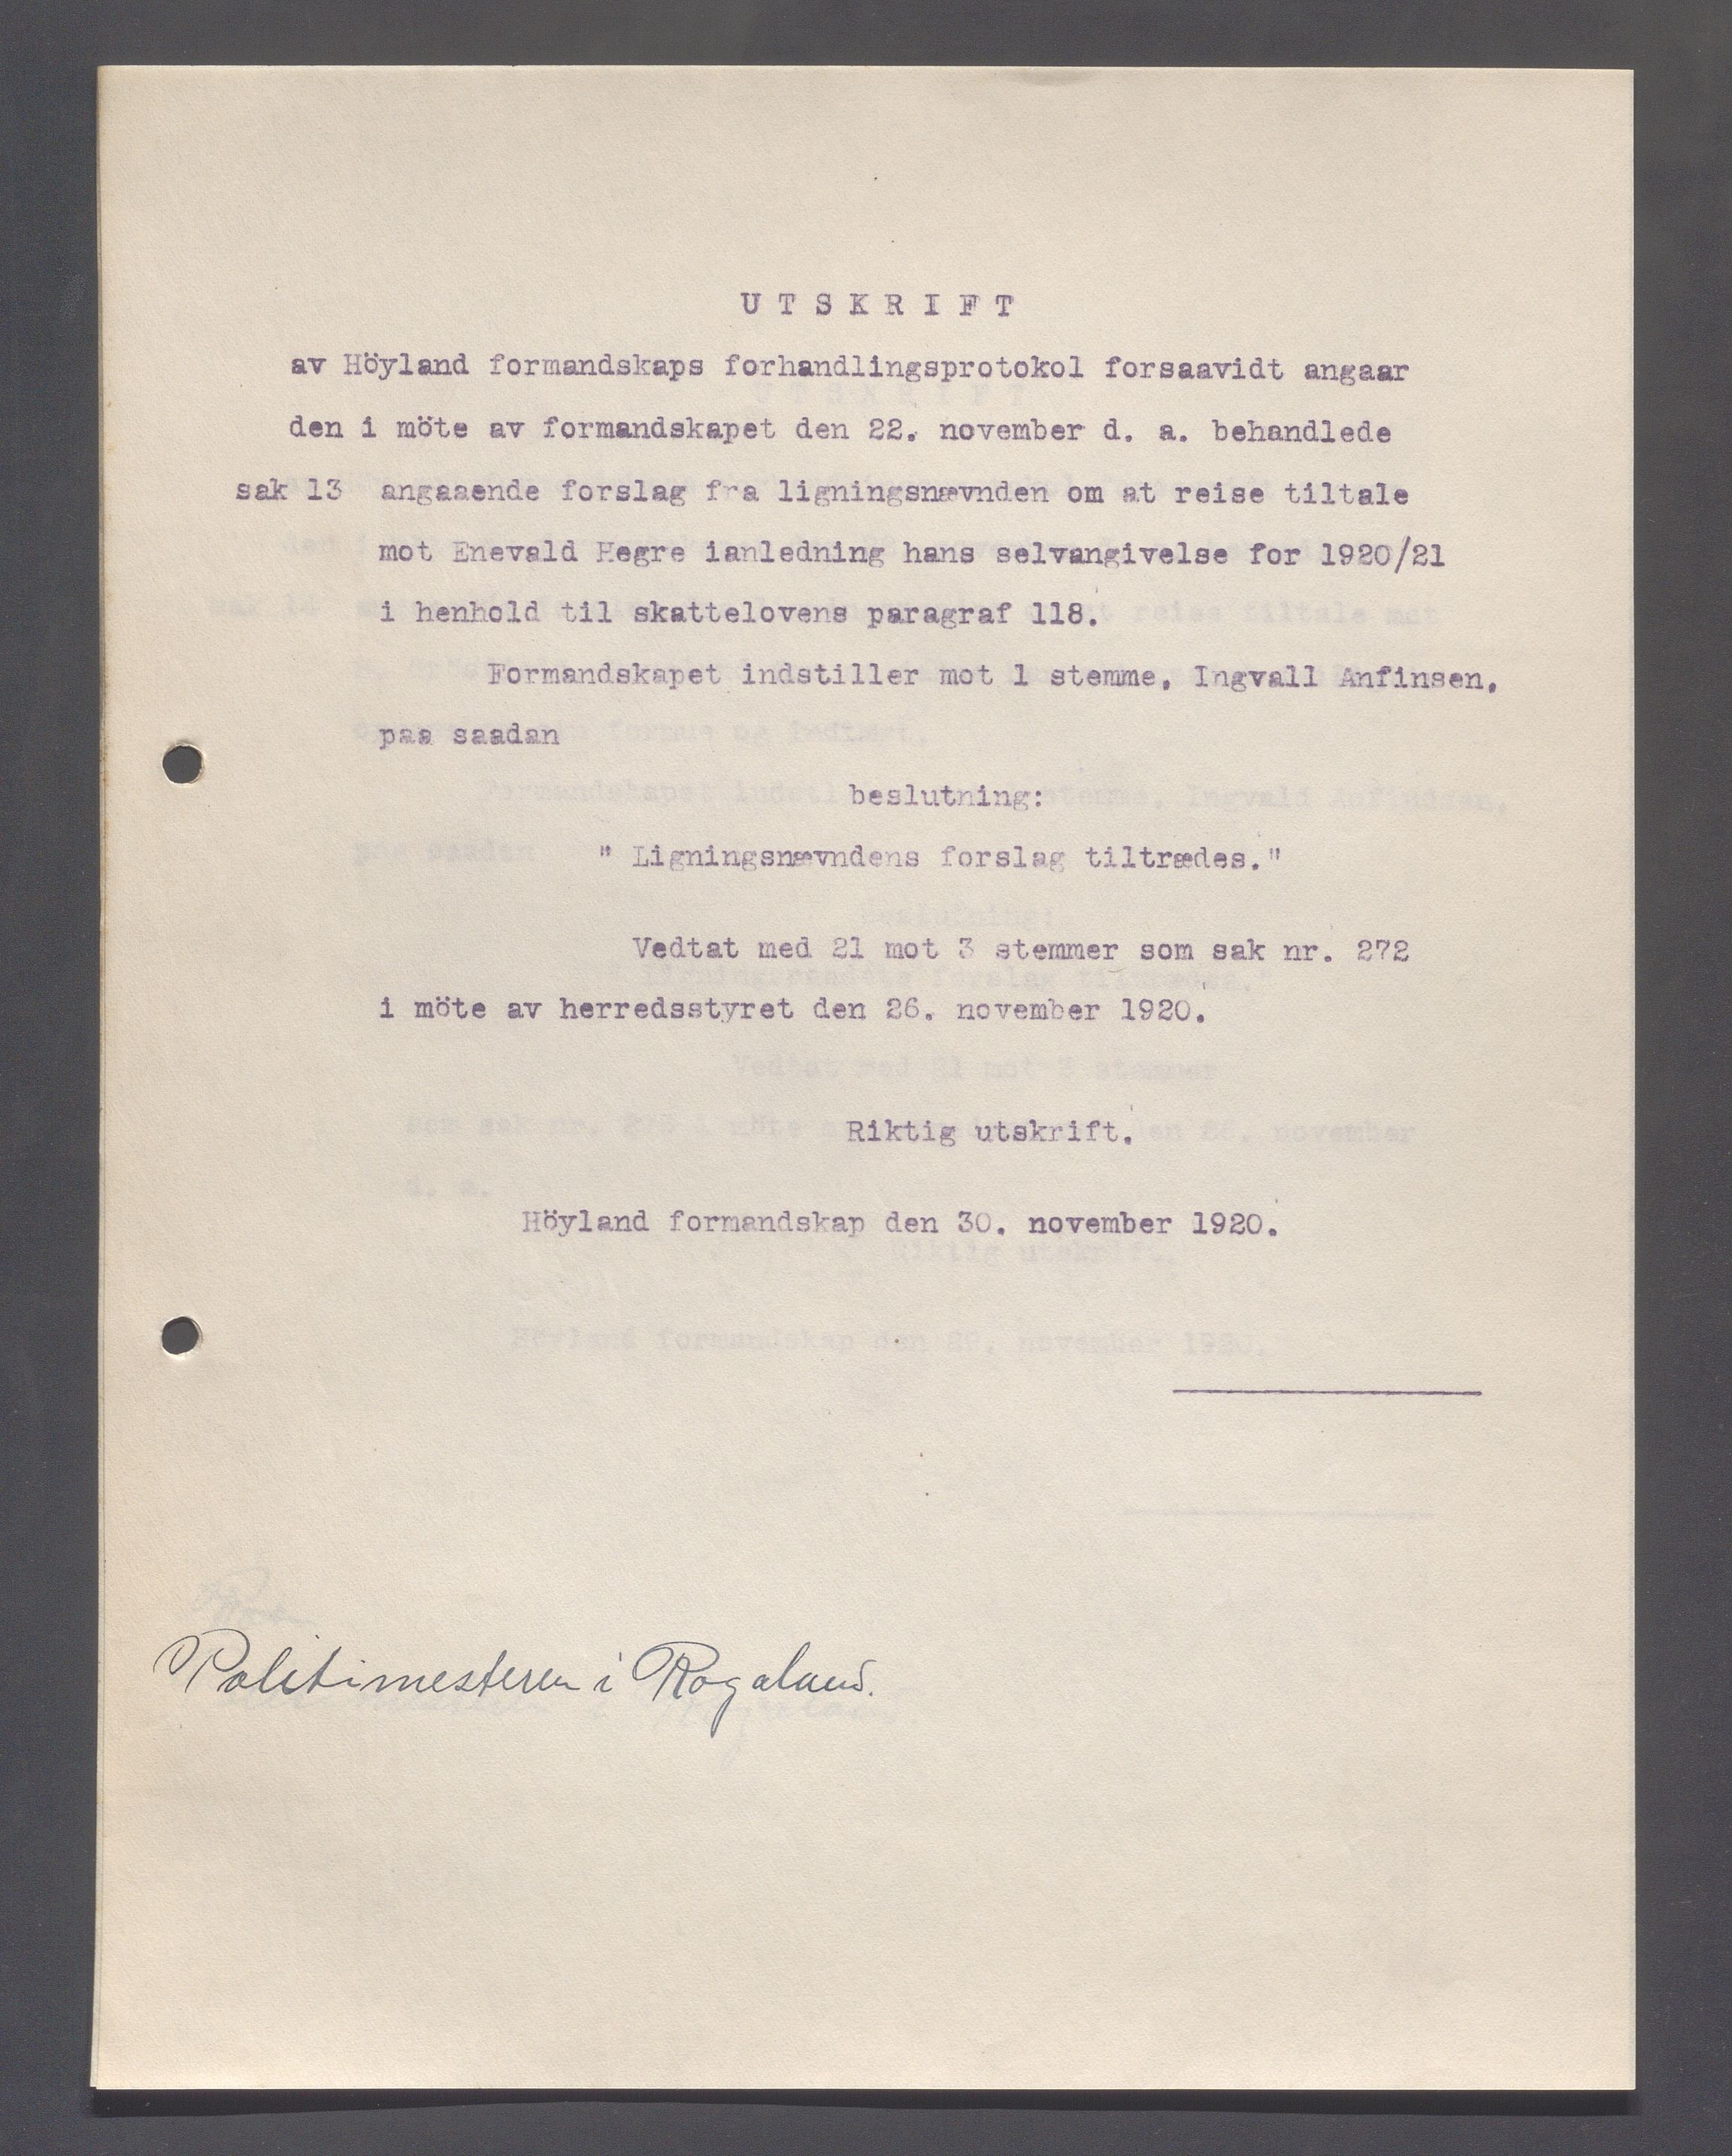 UTSKRIFT
av Höyland formandskaps forhandlingsprotokol forsaavidt angaar
den i möte av formandskapet den 22. november d. a. behandlede
sak 13 angaaende forslag fra ligningsnævnden om at reise tiltale
mot Enevald Hegre ianledning hans selvangivelse for 1920/21
i henhold til skattelovens paragraf 118.
Formandskapet indstiller mot 1 stemme, Ingvall Anfinsen,
paa saadan
beslutning:
" Ligningsnævndens forslag tiltrædes."
Vedtat med 21 mot 3 stemmer som sak nr. 272
i möte av herredsstyret den 26. november 1920.
Riktig utskrift.
Höyland formandskap den 30. november 1920.
Politimesteren i Rogaland.